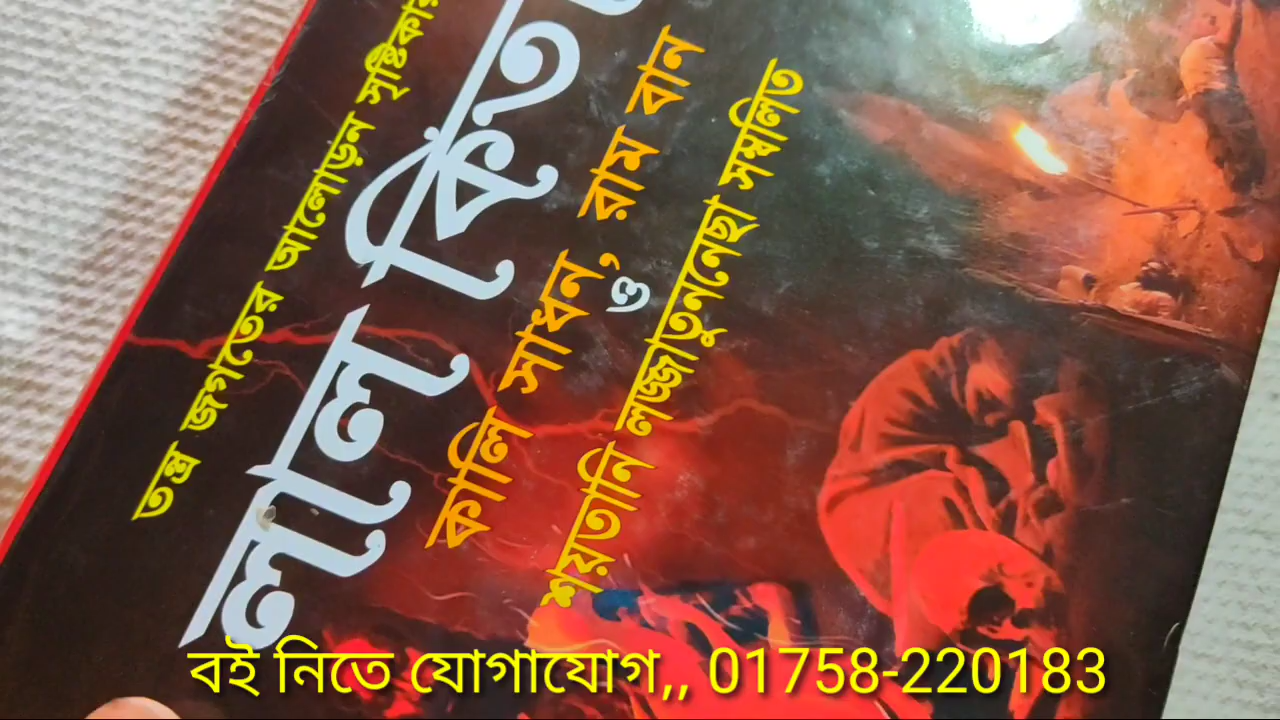 তন্ত্র জগতের আলোড়ন সৃষ্টিকার
লাল কিতা
কালি সাধন, রাম বান
ও
শয়তানি লজ্জাতুননেছা সম্বলিত
বই নিতে যোগাযোগ,, 01758-220183